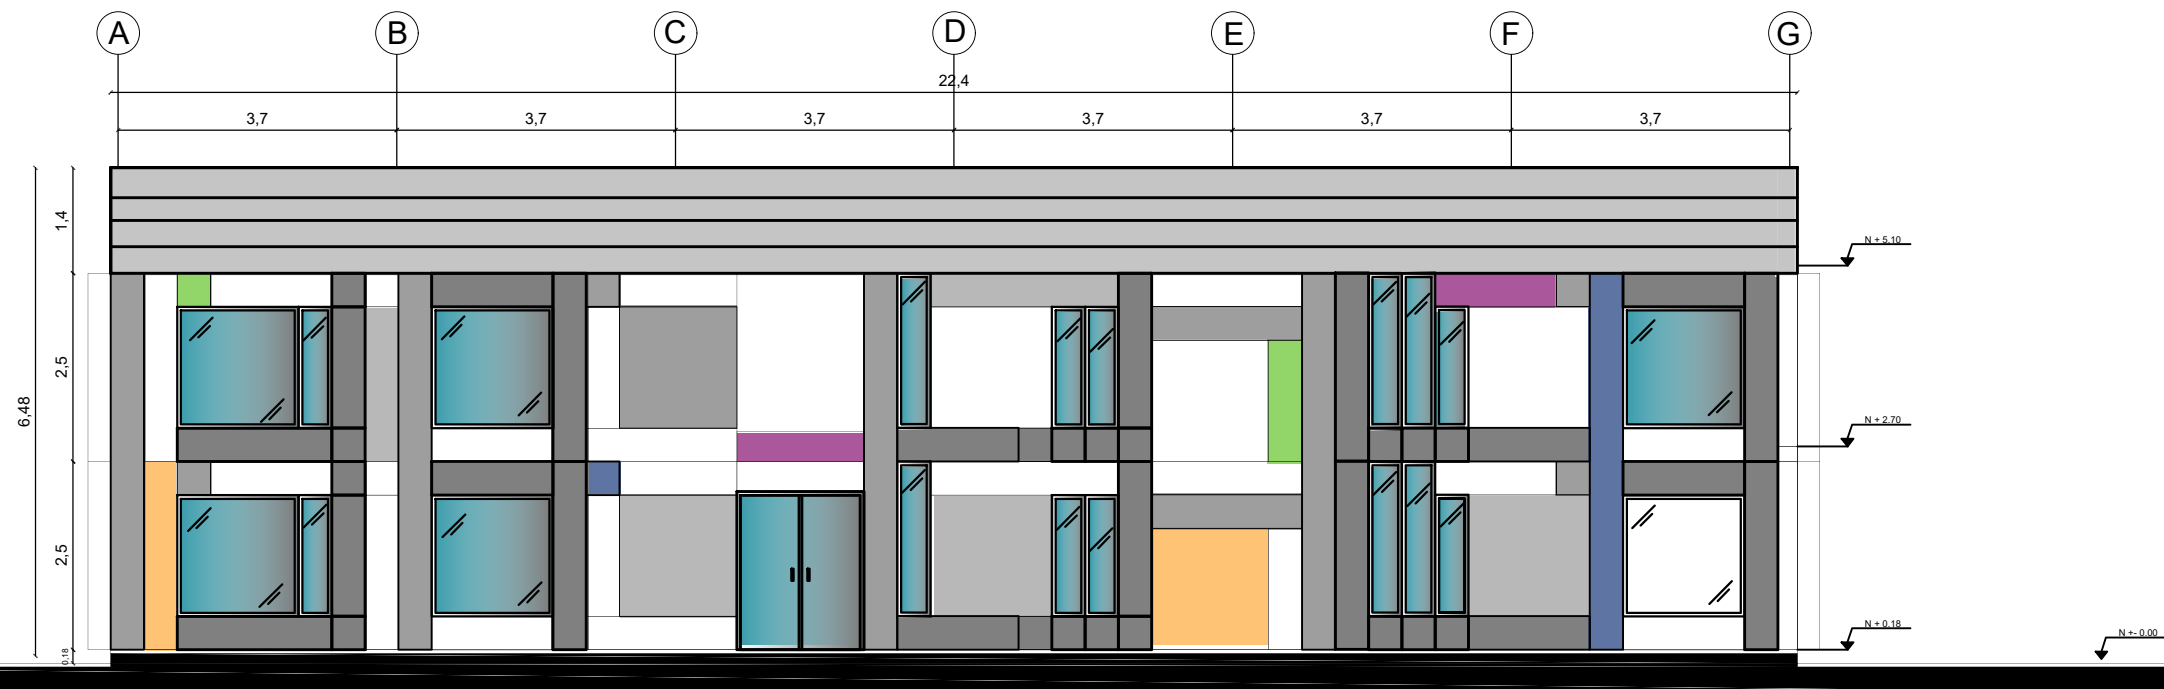 A B C D E F G
22,4
3,7 3,7 3,7 3,7 3,7 3,7
1,4
N + 5,10
2,5
6,48
N + 2.70
2,5
N + 0.18
N +- 0.00
0,18